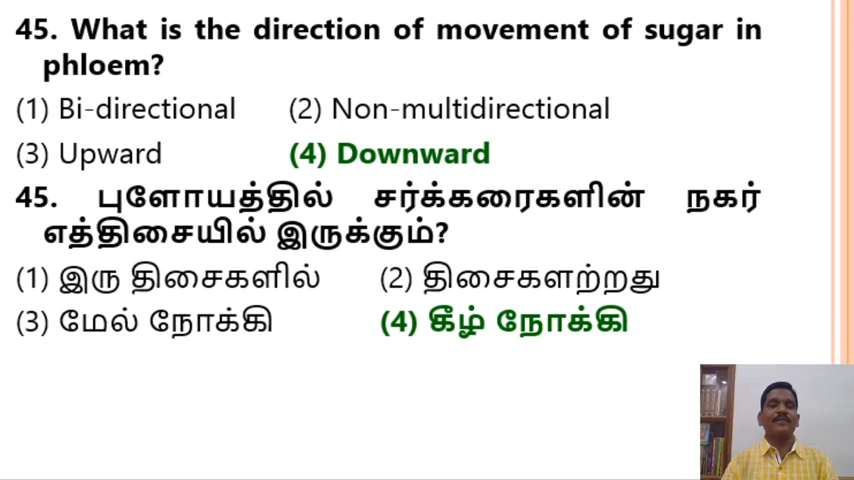 45. What is the direction of movement of sugar in
phloem?
(1) Bi-directional (2) Non-multidirectional
(3) Upward (4) Downward
45. புளோயத்தில் சர்க்கரைகளின் நகர்
எத்திசையில் இருக்கும்?
(1) இரு திசைகளில் (2) திசைகளற்றது
(3) மேல் நோக்கி (4) கீழ் நோக்கி